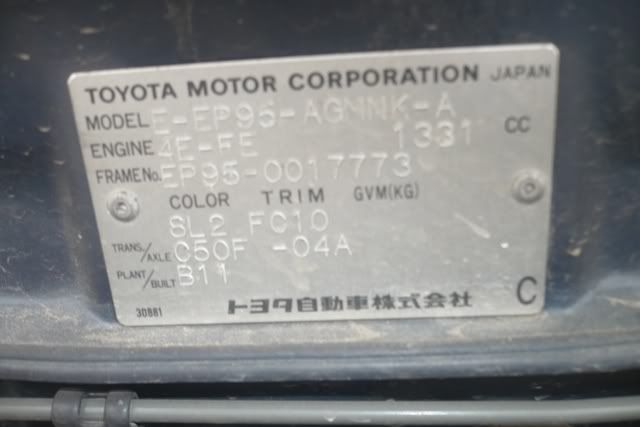 TOYOTA MOTOR CORPORATION JAPAN
MODEL E-EP95-AGMNK-A
ENGINE 4E-FE 1331 CC
FRAME No. EP95-0017773
COLOR TRIM GVM(KG)
8L2 FC10
TRANS./AXLE C50F -04A
PLANT/BUILT B11
30881 トヨタ自動車株式会社 C